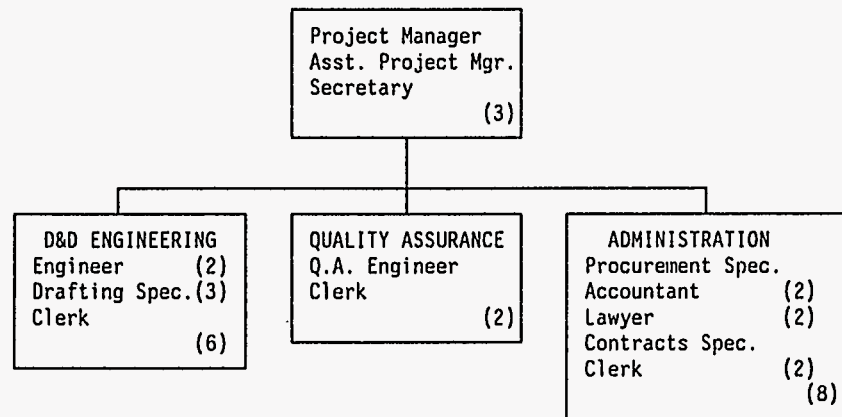 Project Manager
Asst. Project Mgr.
Secretary
(3)
D&D ENGINEERING
Engineer (2)
Drafting Spec.(3)
Clerk
(6)
QUALITY ASSURANCE
Q.A. Engineer
Clerk
(2)
ADMINISTRATION
Procurement Spec.
Accountant (2)
Lawyer (2)
Contracts Spec.
Clerk (2)
(8)